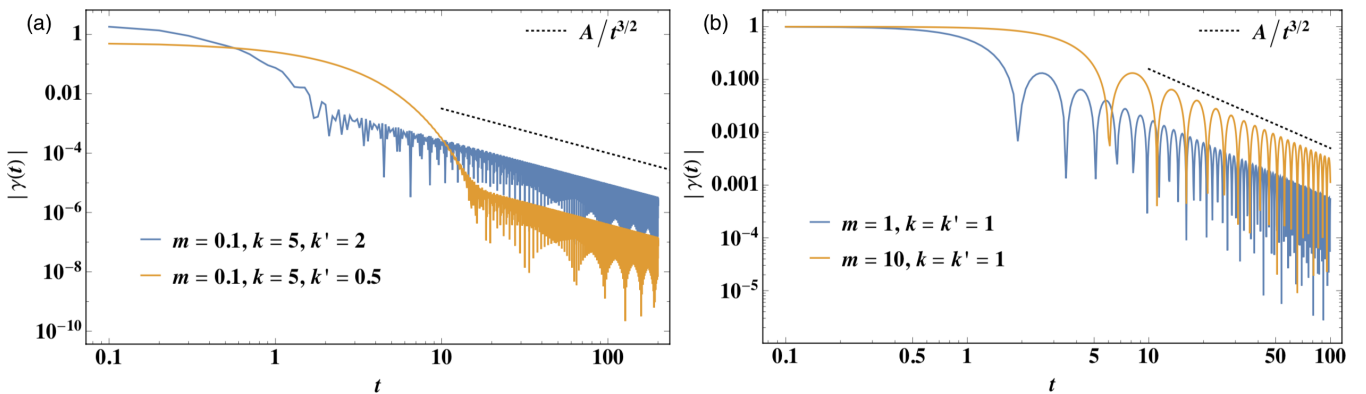 (a)
A/t^{3/2}
1
0.01
10^{-4}
10^{-6}
10^{-8}
10^{-10}
| γ(t) |
m = 0.1, k = 5, k' = 2
m = 0.1, k = 5, k' = 0.5
0.1 1 10 100
t
(b)
A/t^{3/2}
1
0.100
0.010
0.001
10^{-4}
10^{-5}
| γ(t) |
m = 1, k = k' = 1
m = 10, k = k' = 1
0.1 0.5 1 5 10 50 100
t